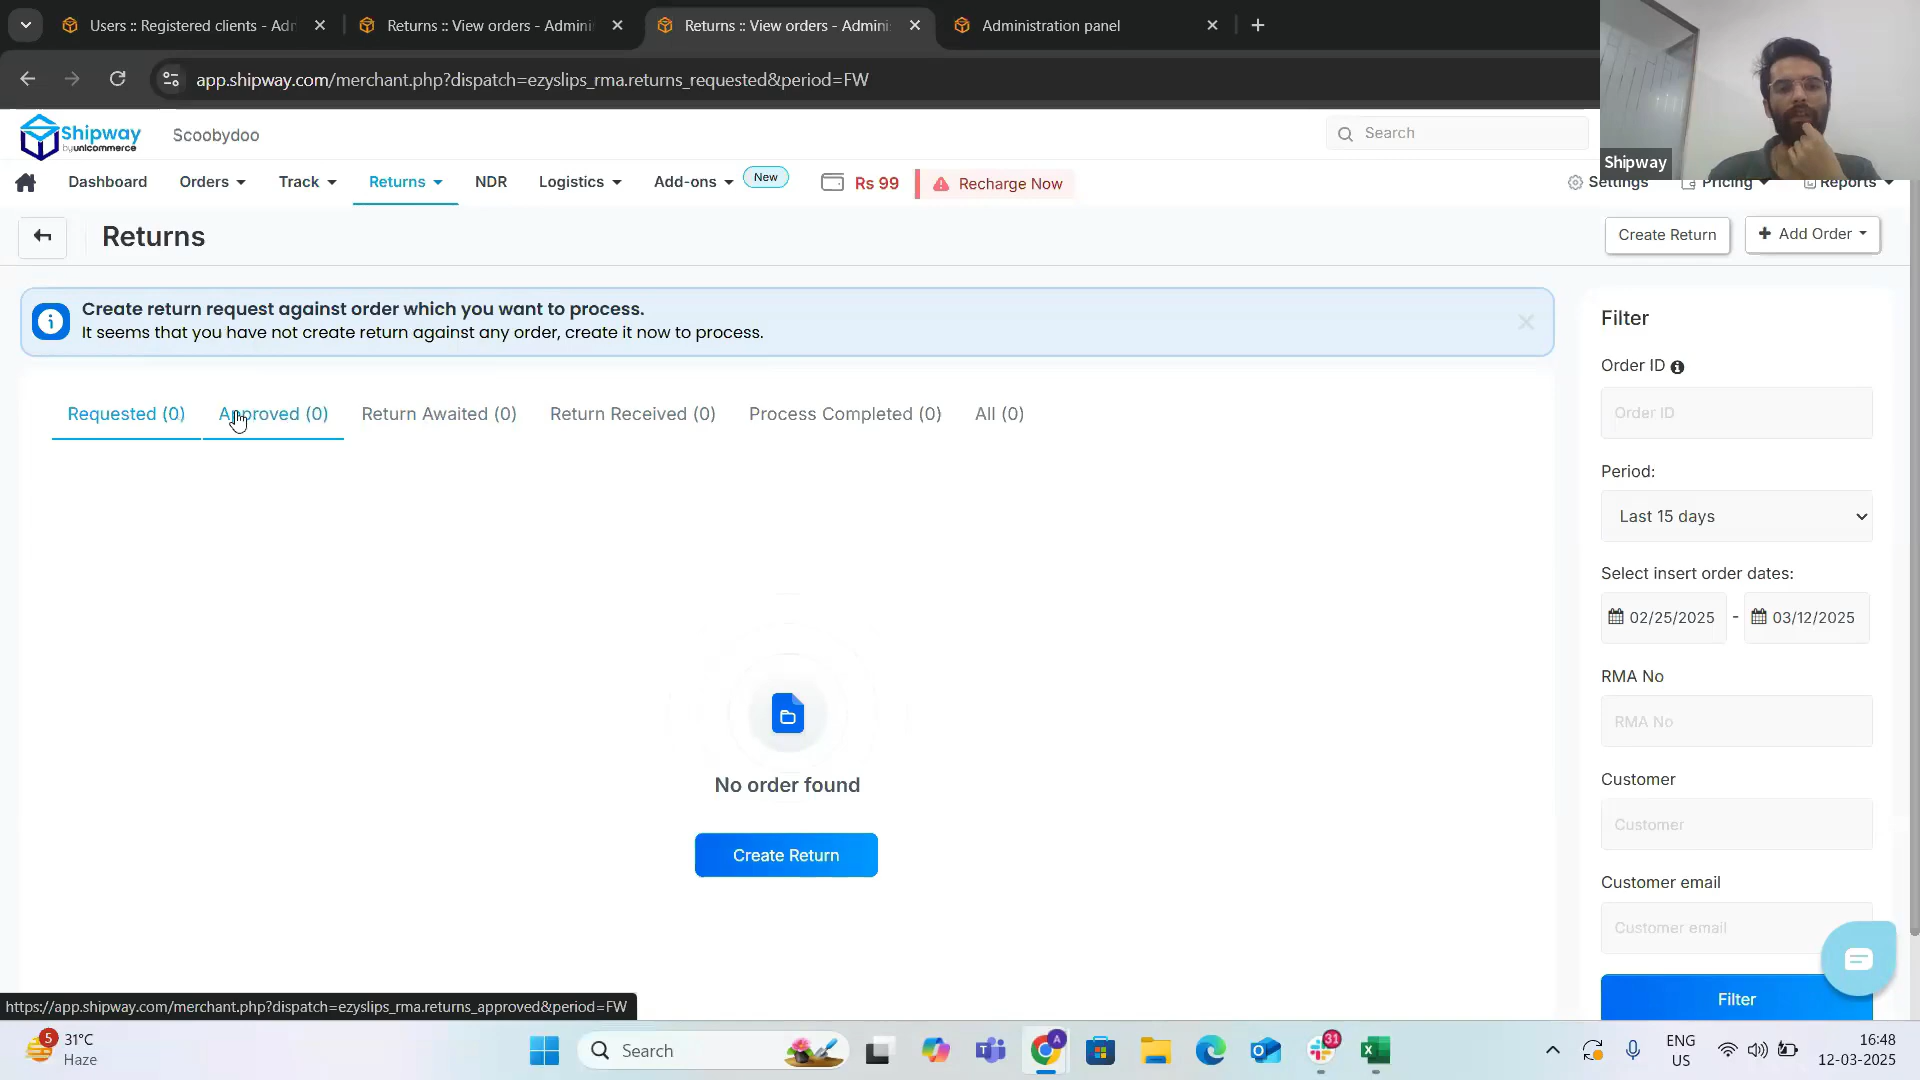 Users :: Registered clients - Adn
Returns :: View orders - Admini
Returns :: View orders - Admini
Administration panel
app.shipway.com/merchant.php?dispatch=ezyslips_rma.returns_requested&period=FW
Shipway
by unicommerce
Scoobydoo
Search
Shipway
Dashboard
Orders
Track
Returns
NDR
Logistics
Add-ons
New
Rs 99
Recharge Now
Settings
Pricing
Reports
Returns
Create Return
+ Add Order
Create return request against order which you want to process.
It seems that you have not create return against any order, create it now to process.
Requested (0)
Approved (0)
Return Awaited (0)
Return Received (0)
Process Completed (0)
All (0)
No order found
Create Return
Filter
Order ID
Order ID
Period:
Last 15 days
Select insert order dates:
02/25/2025 - 03/12/2025
RMA No
RMA No
Customer
Customer
Customer email
Customer email
Filter
https://app.shipway.com/merchant.php?dispatch=ezyslips_rma.returns_approved&period=FW
5
31°C
Haze
Search
A
31
ENG
US
16:48
12-03-2025